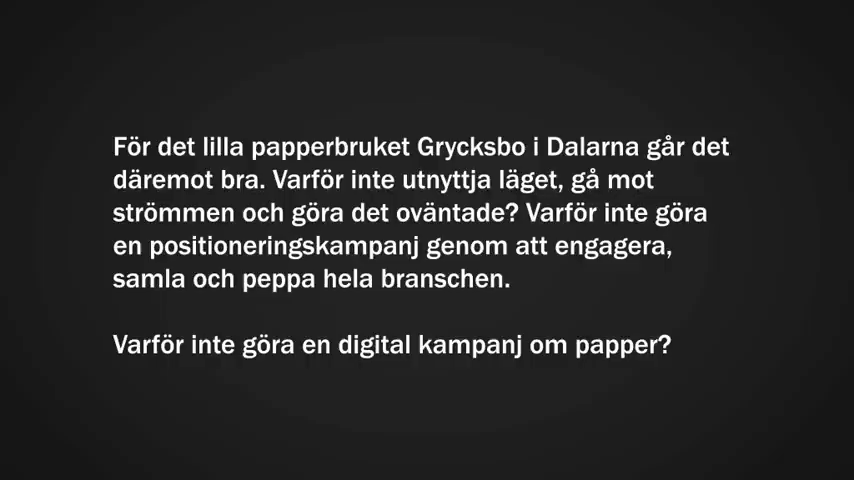 För det lilla papperbruket Grycksbo i Dalarna går det
däremot bra. Varför inte utnyttja läget, gå mot
strömmen och göra det oväntade? Varför inte göra
en positioneringskampanj genom att engagera,
samla och peppa hela branschen.
Varför inte göra en digital kampanj om papper?